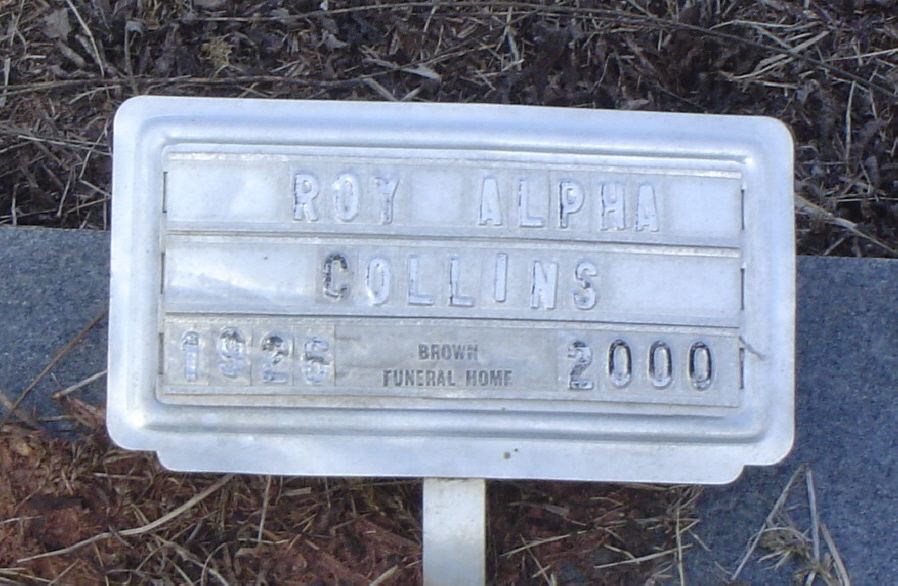 ROY ALPHA
COLLINS
1926 BROWN 2000
FUNERAL HOME